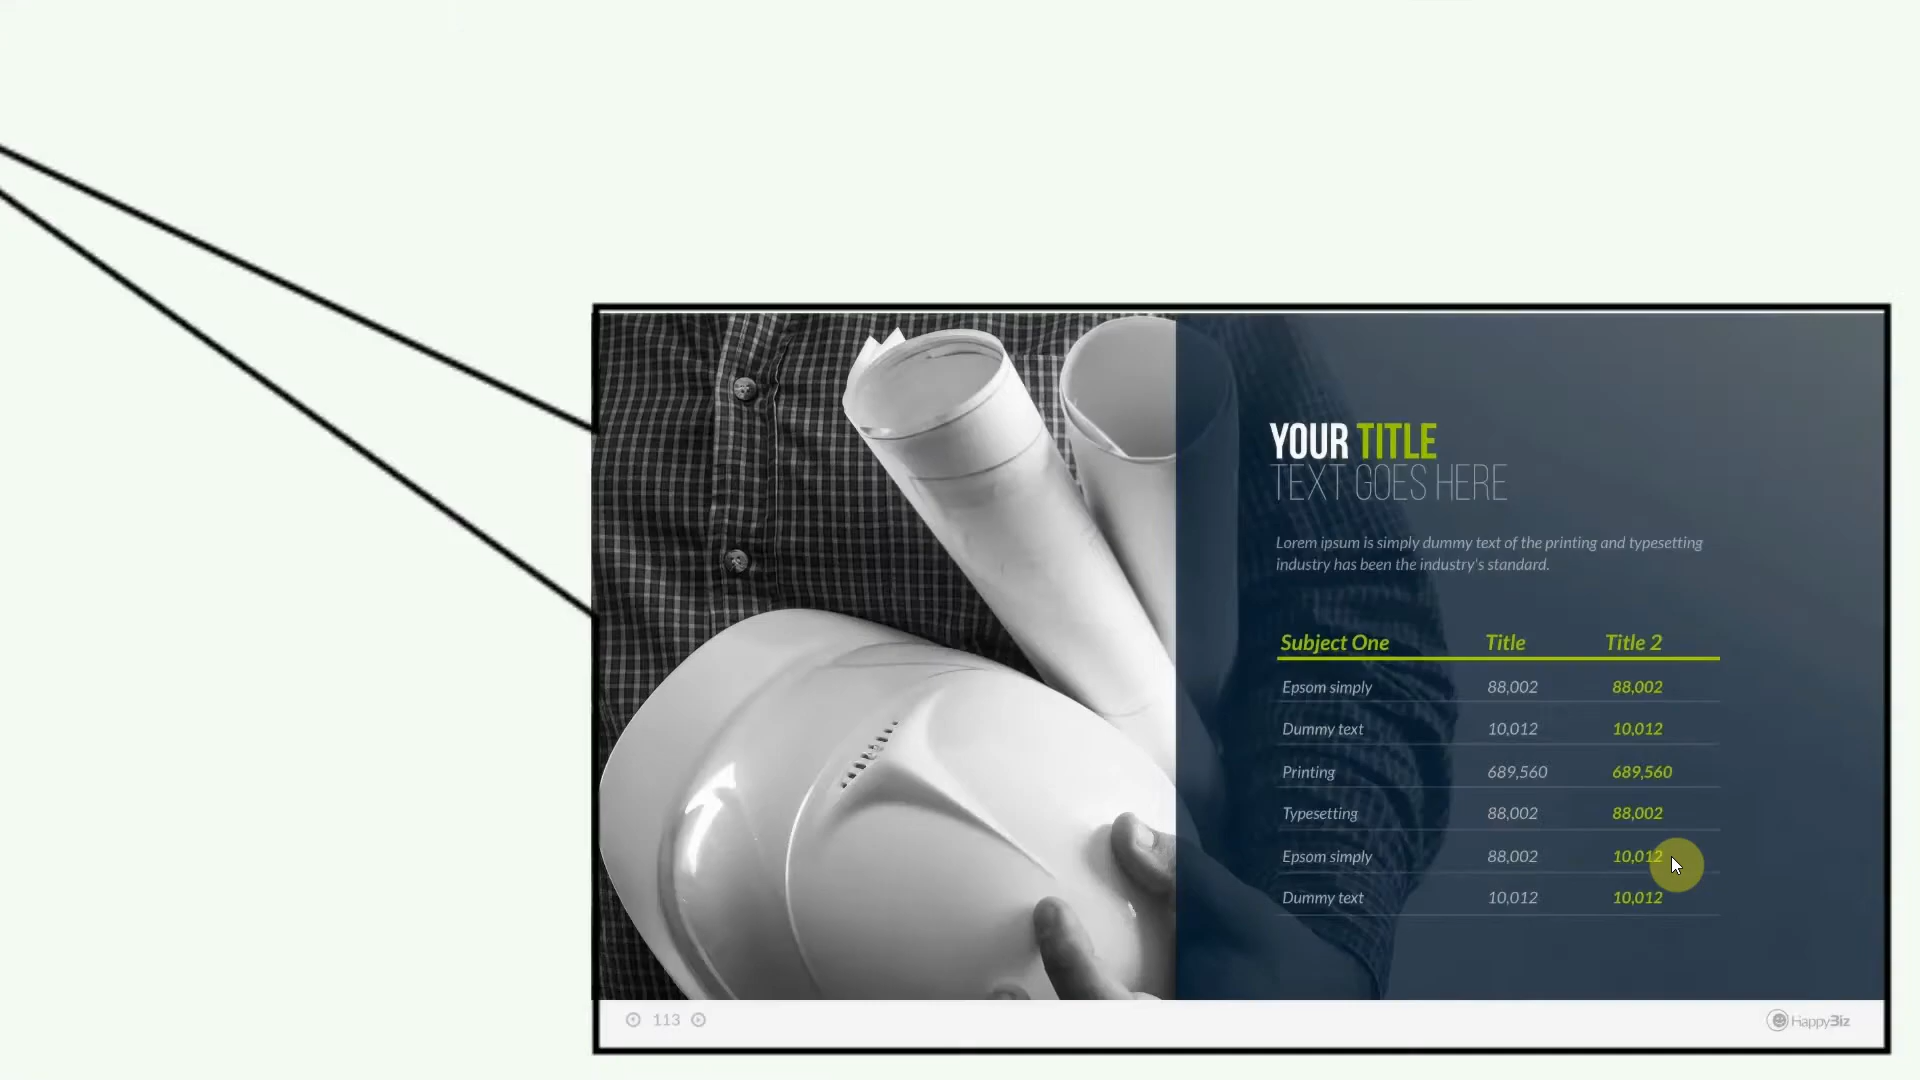 YOUR TITLE
TEXT GOES HERE
Lorem ipsum is simply dummy text of the printing and typesetting
industry has been the industry's standard.
Subject One Title Title 2
Epsom simply 88,002 88,002
Dummy text 10,012 10,012
Printing 689,560 689,560
Typesetting 88,002 88,002
Epsom simply 88,002 10,012
Dummy text 10,012 10,012
113
HappyBiz